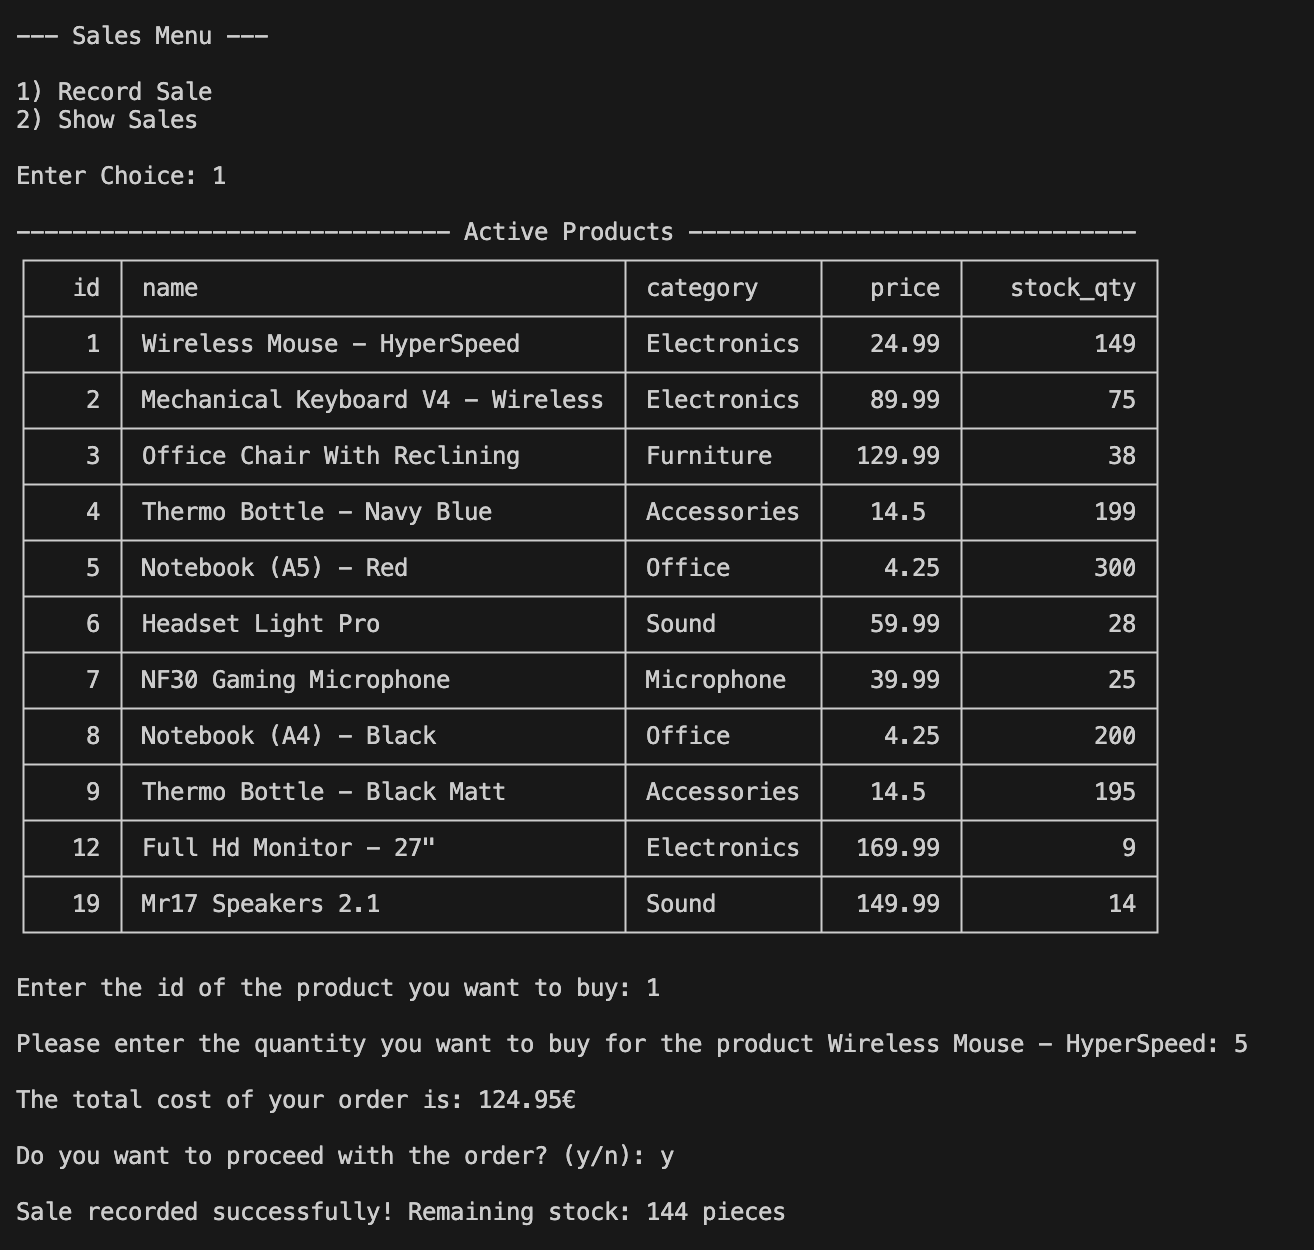 --- Sales Menu ---
1) Record Sale
2) Show Sales
Enter Choice: 1
------------------------------- Active Products --------------------------------
id name category price stock_qty
1 Wireless Mouse - HyperSpeed Electronics 24.99 149
2 Mechanical Keyboard V4 - Wireless Electronics 89.99 75
3 Office Chair With Reclining Furniture 129.99 38
4 Thermo Bottle - Navy Blue Accessories 14.5 199
5 Notebook (A5) - Red Office 4.25 300
6 Headset Light Pro Sound 59.99 28
7 NF30 Gaming Microphone Microphone 39.99 25
8 Notebook (A4) - Black Office 4.25 200
9 Thermo Bottle - Black Matt Accessories 14.5 195
12 Full Hd Monitor - 27" Electronics 169.99 9
19 Mr17 Speakers 2.1 Sound 149.99 14
Enter the id of the product you want to buy: 1
Please enter the quantity you want to buy for the product Wireless Mouse - HyperSpeed: 5
The total cost of your order is: 124.95€
Do you want to proceed with the order? (y/n): y
Sale recorded successfully! Remaining stock: 144 pieces